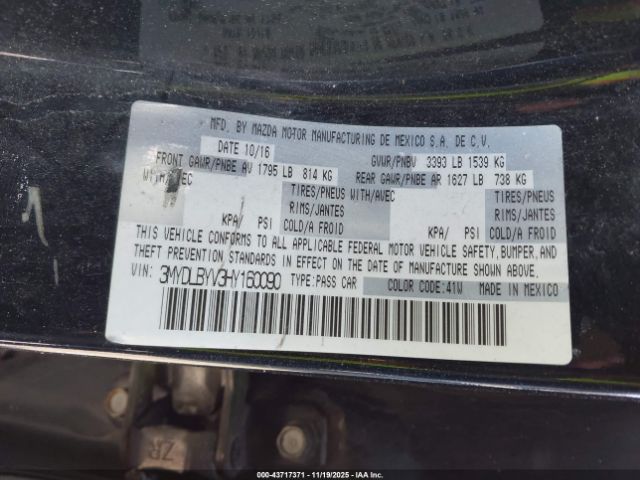 MFD. BY MAZDA MOTOR MANUFACTURING DE MEXICO S.A. DE C.V.
DATE 10/16 GVWR/PNBV 3393 LB 1539 KG
FRONT GAWR/PNBE AV 1795 LB 814 KG REAR GAWR/PNBE AR 1627 LB 738 KG
WITH/AVEC TIRES/PNEUS WITH/AVEC TIRES/PNEUS
RIMS/JANTES RIMS/JANTES
KPA/ PSI COLD/A FROID KPA/ PSI COLD/A FROID
THIS VEHICLE CONFORMS TO ALL APPLICABLE FEDERAL MOTOR VEHICLE SAFETY, BUMPER, AND
THEFT PREVENTION STANDARDS IN EFFECT ON THE DATE OF MANUFACTURE SHOWN ABOVE.
VIN: 3MYDLBYV3HY160090 TYPE:PASS CAR COLOR CODE:41W MADE IN MEXICO
ZR
000-43717371 - 11/19/2025 - IAA Inc.